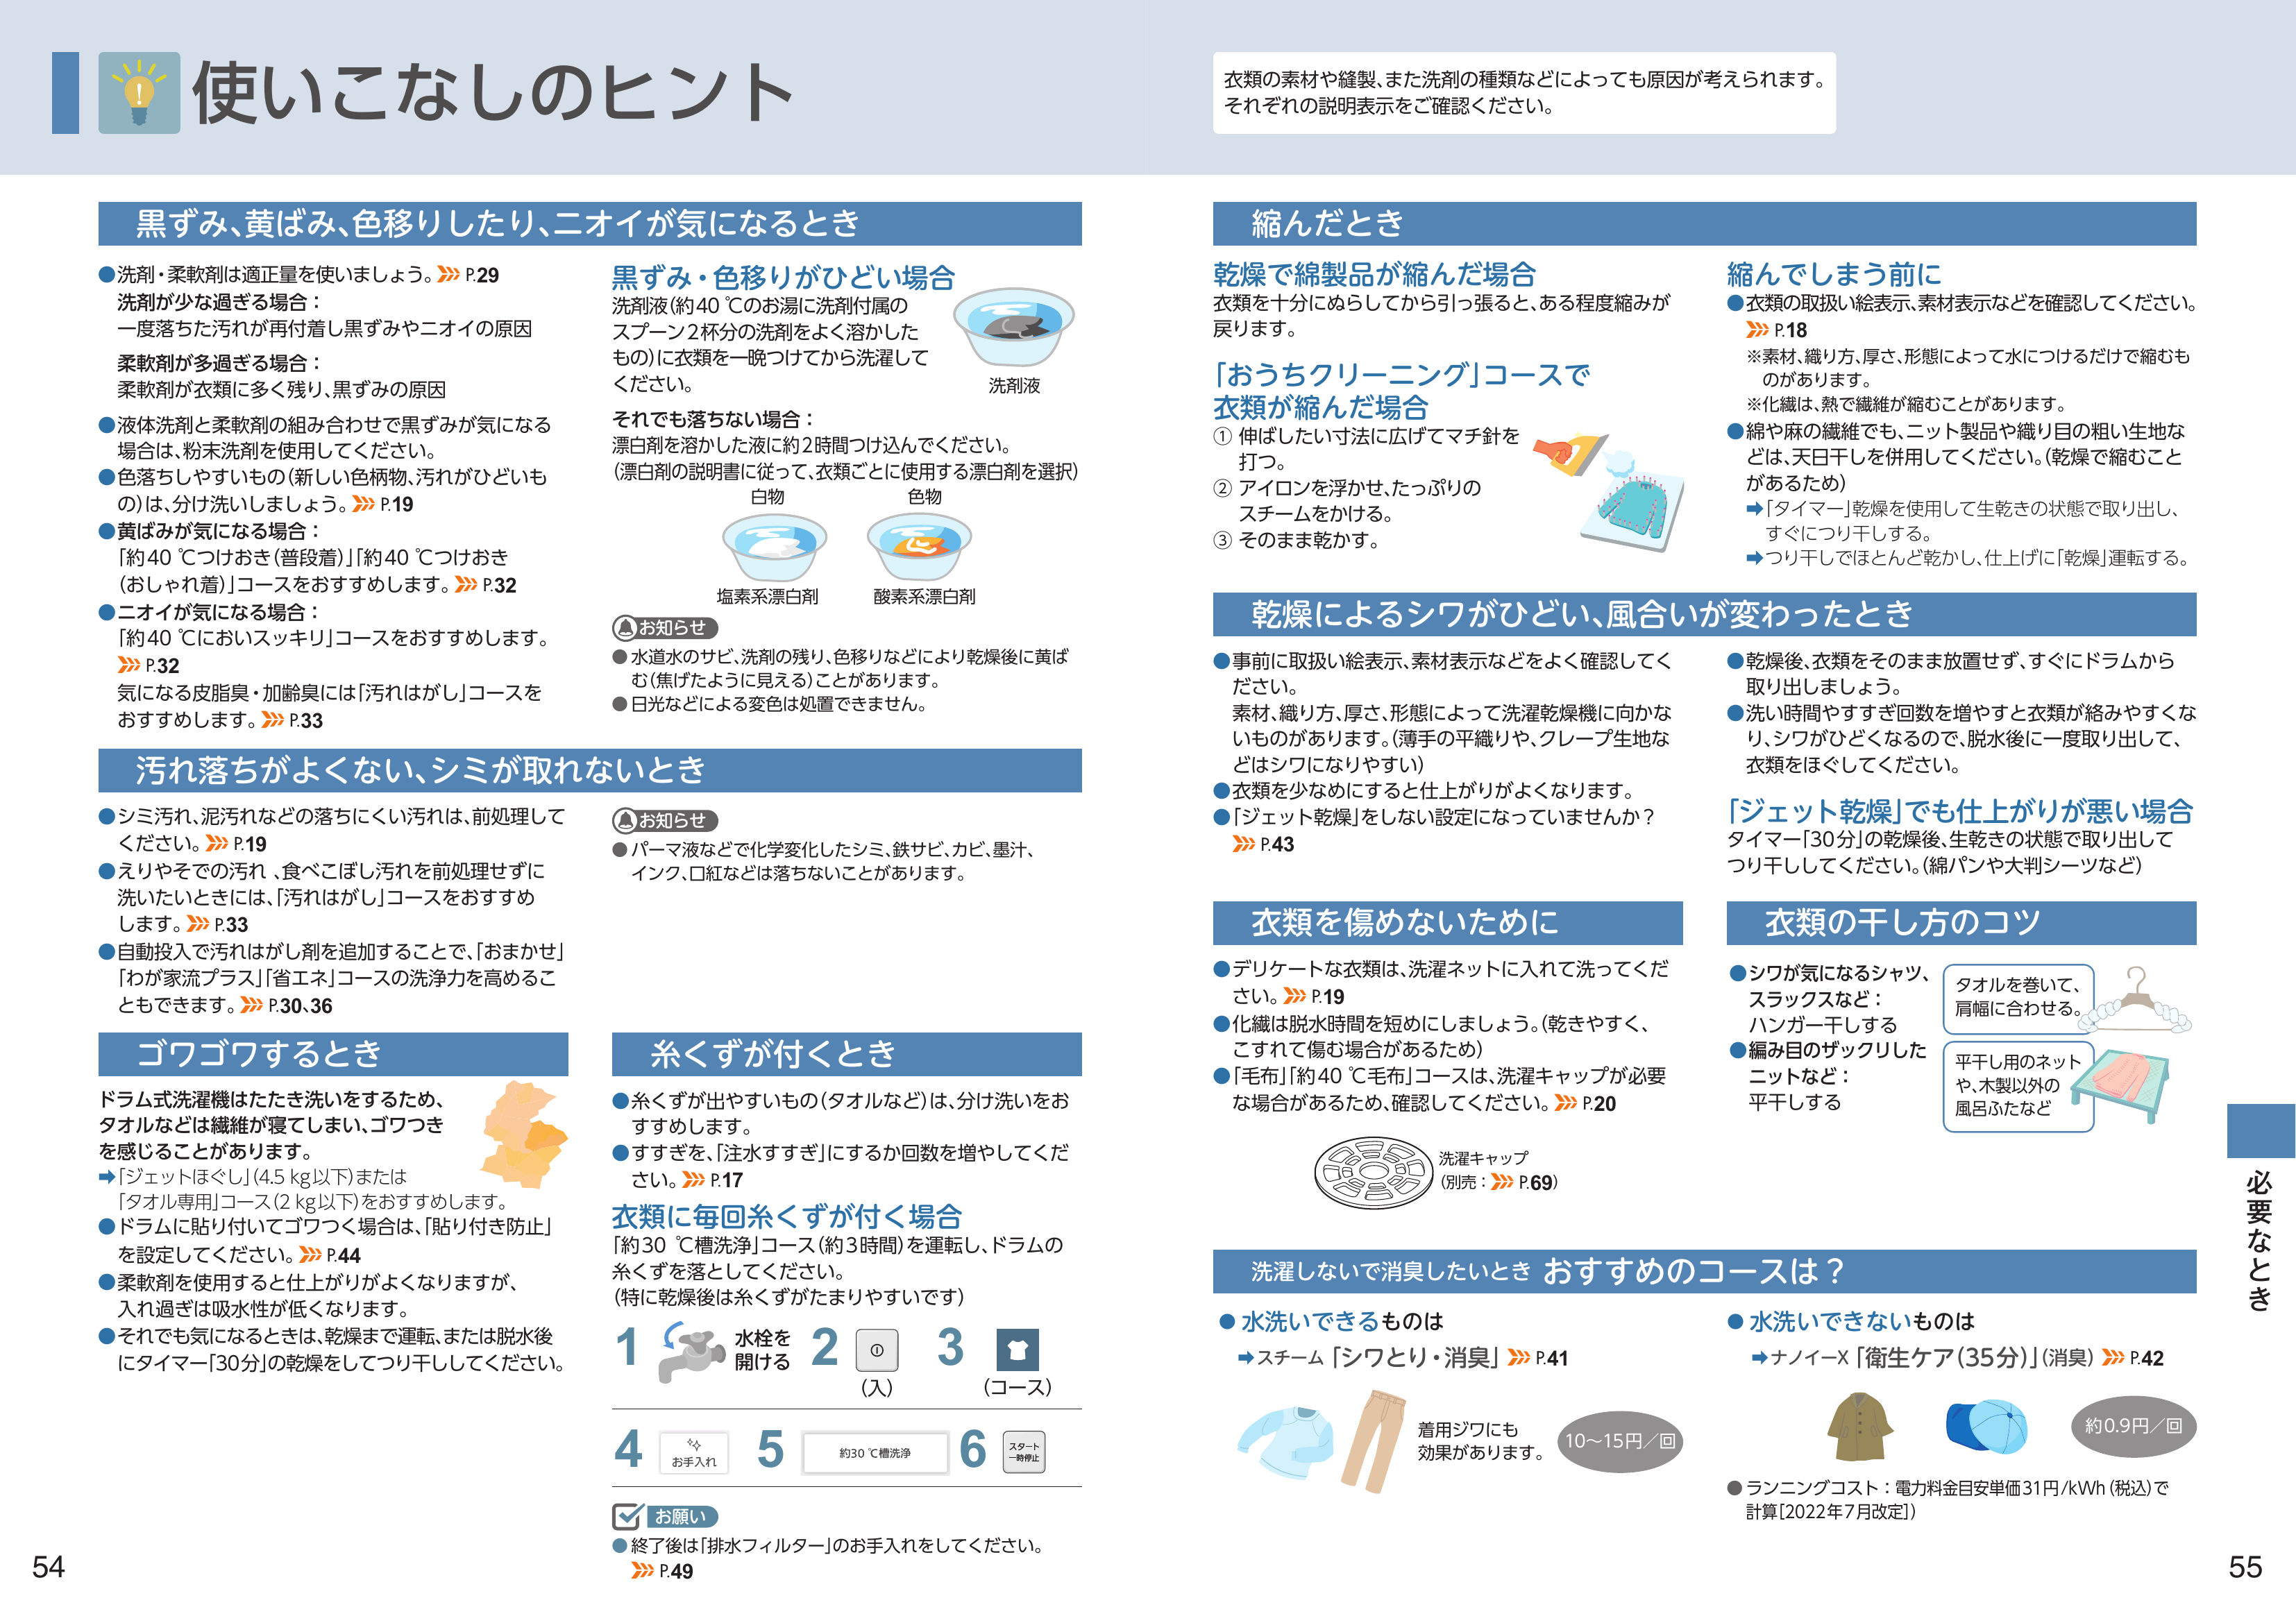 使いこなしのヒント
衣類の素材や縫製、また洗剤の種類などによっても原因が考えられます。
それぞれの説明表示をご確認ください。
黒ずみ、黄ばみ、色移りしたり、ニオイが気になるとき
●洗剤・柔軟剤は適正量を使いましょう。 P.29
洗剤が少な過ぎる場合：
一度落ちた汚れが再付着し黒ずみやニオイの原因
柔軟剤が多過ぎる場合：
柔軟剤が衣類に多く残り、黒ずみの原因
●液体洗剤と柔軟剤の組み合わせで黒ずみが気になる
場合は、粉末洗剤を使用してください。
●色落ちしやすいもの（新しい色柄物、汚れがひどいも
の）は、分け洗いしましょう。 P.19
●黄ばみが気になる場合：
「約40 ℃つけおき（普段着）」「約40 ℃つけおき
（おしゃれ着）」コースをおすすめします。 P.32
●ニオイが気になる場合：
「約40 ℃においスッキリ」コースをおすすめします。
P.32
気になる皮脂臭・加齢臭には「汚れはがし」コースを
おすすめします。 P.33
黒ずみ・色移りがひどい場合
洗剤液（約40 ℃のお湯に洗剤付属の
スプーン2杯分の洗剤をよく溶かした
もの）に衣類を一晩つけてから洗濯して
ください。
洗剤液
それでも落ちない場合：
漂白剤を溶かした液に約2時間つけ込んでください。
（漂白剤の説明書に従って、衣類ごとに使用する漂白剤を選択）
白物 色物
塩素系漂白剤 酸素系漂白剤
お知らせ
●水道水のサビ、洗剤の残り、色移りなどにより乾燥後に黄ば
む（焦げたように見える）ことがあります。
●日光などによる変色は処置できません。
汚れ落ちがよくない、シミが取れないとき
●シミ汚れ、泥汚れなどの落ちにくい汚れは、前処理して
ください。 P.19
●えりやそでの汚れ 、食べこぼし汚れを前処理せずに
洗いたいときには、「汚れはがし」コースをおすすめ
します。 P.33
●自動投入で汚れはがし剤を追加することで、「おまかせ」
「わが家流プラス」「省エネ」コースの洗浄力を高めるこ
ともできます。 P.30、36
お知らせ
●パーマ液などで化学変化したシミ、鉄サビ、カビ、墨汁、
インク、口紅などは落ちないことがあります。
ゴワゴワするとき
ドラム式洗濯機はたたき洗いをするため、
タオルなどは繊維が寝てしまい、ゴワつき
を感じることがあります。
➡「ジェットほぐし」（4.5 kg以下）または
「タオル専用」コース（2 kg以下）をおすすめします。
●ドラムに貼り付いてゴワつく場合は、「貼り付き防止」
を設定してください。 P.44
●柔軟剤を使用すると仕上がりがよくなりますが、
入れ過ぎは吸水性が低くなります。
●それでも気になるときは、乾燥まで運転、または脱水後
にタイマー「30分」の乾燥をしてつり干ししてください。
糸くずが付くとき
●糸くずが出やすいもの（タオルなど）は、分け洗いをお
すすめします。
●すすぎを、「注水すすぎ」にするか回数を増やしてくだ
さい。 P.17
衣類に毎回糸くずが付く場合
「約30 ℃槽洗浄」コース（約3時間）を運転し、ドラムの
糸くずを落としてください。
（特に乾燥後は糸くずがたまりやすいです）
1 水栓を
開ける
2 （入）
3 （コース）
4 お手入れ
5 約30 ℃槽洗浄
6 スタート
一時停止
お願い
●終了後は「排水フィルター」のお手入れをしてください。
P.49
54
縮んだとき
乾燥で綿製品が縮んだ場合
衣類を十分にぬらしてから引っ張ると、ある程度縮みが
戻ります。
「おうちクリーニング」コースで
衣類が縮んだ場合
① 伸ばしたい寸法に広げてマチ針を
打つ。
② アイロンを浮かせ、たっぷりの
スチームをかける。
③ そのまま乾かす。
縮んでしまう前に
●衣類の取扱い絵表示、素材表示などを確認してください。
P.18
※素材、織り方、厚さ、形態によって水につけるだけで縮むも
のがあります。
※化繊は、熱で繊維が縮むことがあります。
●綿や麻の繊維でも、ニット製品や織り目の粗い生地な
どは、天日干しを併用してください。（乾燥で縮むこと
があるため）
➡「タイマー」乾燥を使用して生乾きの状態で取り出し、
すぐにつり干しする。
➡つり干しでほとんど乾かし、仕上げに「乾燥」運転する。
乾燥によるシワがひどい、風合いが変わったとき
●事前に取扱い絵表示、素材表示などをよく確認してく
ださい。
素材、織り方、厚さ、形態によって洗濯乾燥機に向かな
いものがあります。（薄手の平織りや、クレープ生地な
どはシワになりやすい）
●衣類を少なめにすると仕上がりがよくなります。
●「ジェット乾燥」をしない設定になっていませんか？
P.43
●乾燥後、衣類をそのまま放置せず、すぐにドラムから
取り出しましょう。
●洗い時間やすすぎ回数を増やすと衣類が絡みやすくな
り、シワがひどくなるので、脱水後に一度取り出して、
衣類をほぐしてください。
「ジェット乾燥」でも仕上がりが悪い場合
タイマー「30分」の乾燥後、生乾きの状態で取り出して
つり干ししてください。（綿パンや大判シーツなど）
衣類を傷めないために
●デリケートな衣類は、洗濯ネットに入れて洗ってくだ
さい。 P.19
●化繊は脱水時間を短めにしましょう。（乾きやすく、
こすれて傷む場合があるため）
●「毛布」「約40 ℃毛布」コースは、洗濯キャップが必要
な場合があるため、確認してください。 P.20
洗濯キャップ
（別売： P.69）
衣類の干し方のコツ
●シワが気になるシャツ、
スラックスなど：
ハンガー干しする
タオルを巻いて、
肩幅に合わせる。
●編み目のザックリした
ニットなど：
平干しする
平干し用のネット
や、木製以外の
風呂ふたなど
洗濯しないで消臭したいとき おすすめのコースは？
●水洗いできるものは
➡スチーム「シワとり・消臭」 P.41
着用ジワにも
効果があります。
10～15円／回
●水洗いできないものは
➡ナノイーX「衛生ケア（35分）」（消臭） P.42
約0.9円／回
●ランニングコスト：電力料金目安単価31円/kWh（税込）で
計算[2022年7月改定]）
必要なとき
55